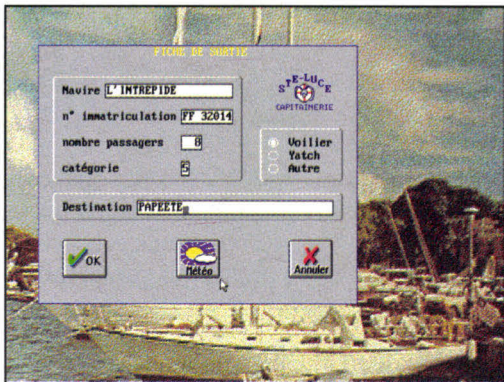 FICHE DE SORTIE
Navire L'INTREPIDE
STE-LUCE
CAPITAINERIE
n° immatriculation FF 32014
nombre passagers 8
Voilier
Yatch
catégorie 5
Autre
Destination PAPEETE
OK
Météo
Annuler